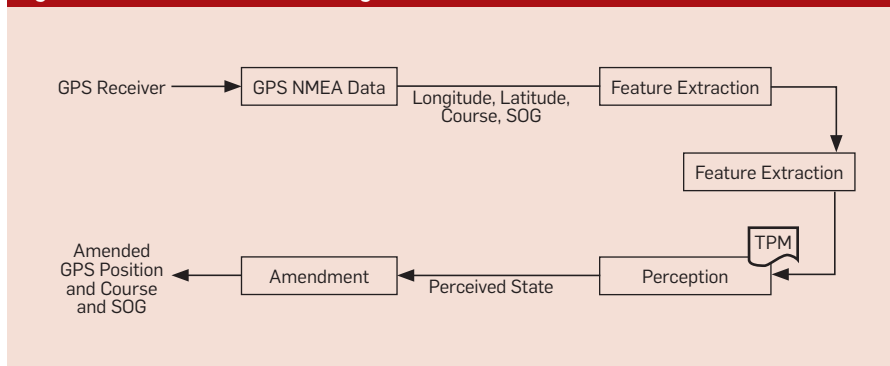 GPS Receiver
GPS NMEA Data
Longitude, Latitude,
Course, SOG
Feature Extraction
Feature Extraction
TPM
Perception
Perceived State
Amendment
Amended
GPS Position
and Course
and SOG